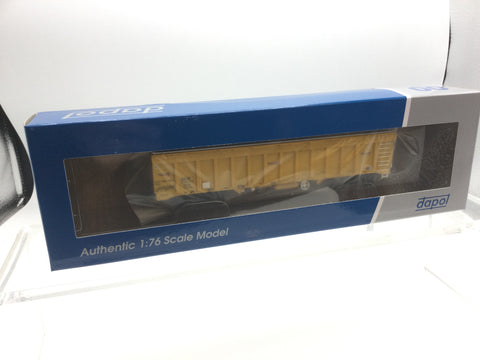 dapol
Authentic 1:76 Scale Model
dapol